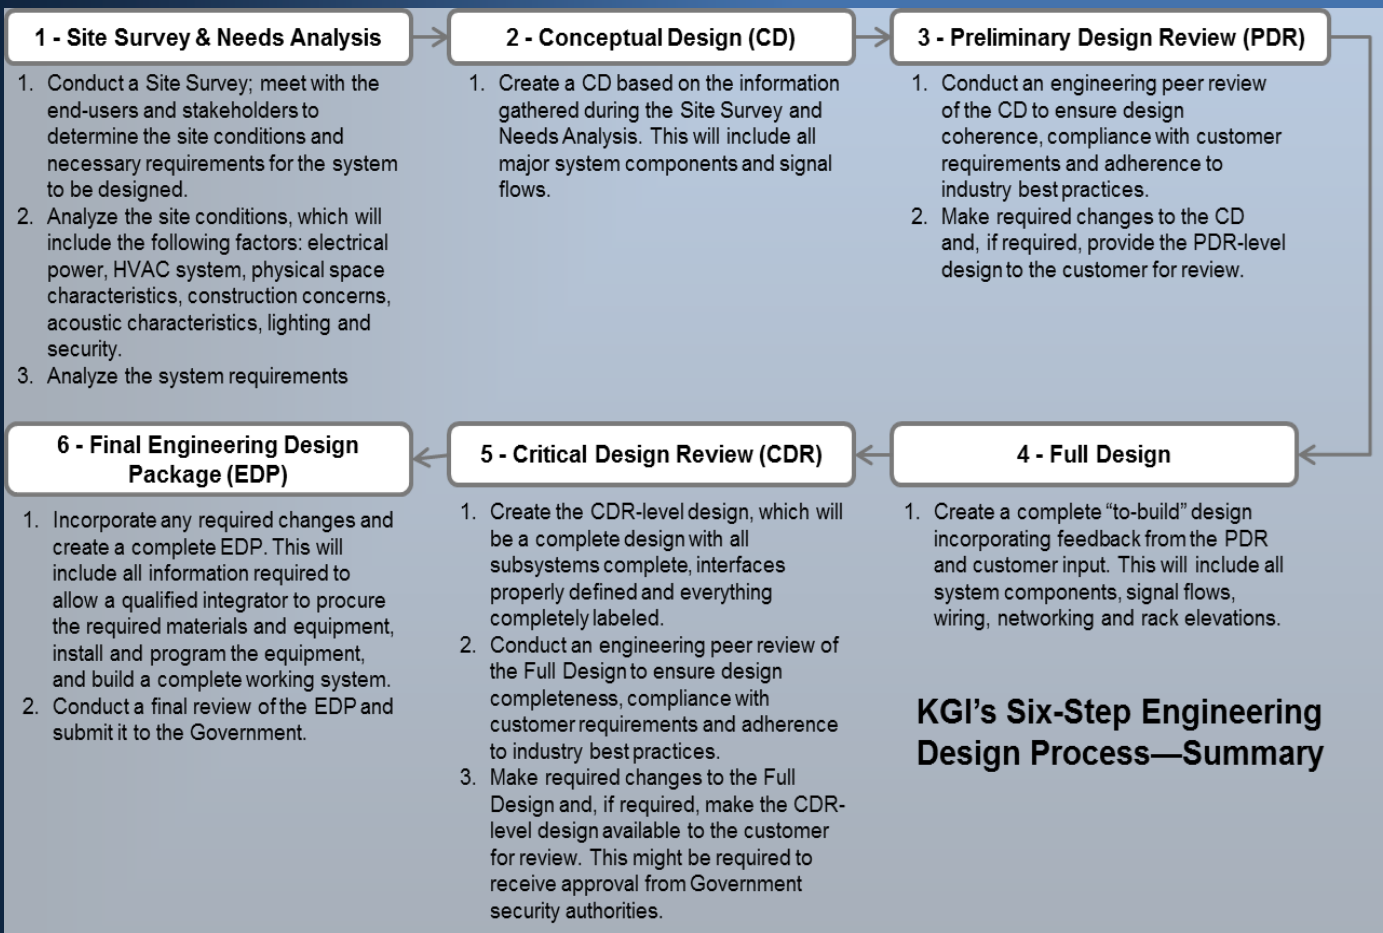 1 - Site Survey & Needs Analysis
1. Conduct a Site Survey; meet with the
end-users and stakeholders to
determine the site conditions and
necessary requirements for the system
to be designed.
2. Analyze the site conditions, which will
include the following factors: electrical
power, HVAC system, physical space
characteristics, construction concerns,
acoustic characteristics, lighting and
security.
3. Analyze the system requirements
2 - Conceptual Design (CD)
1. Create a CD based on the information
gathered during the Site Survey and
Needs Analysis. This will include all
major system components and signal
flows.
3 - Preliminary Design Review (PDR)
1. Conduct an engineering peer review
of the CD to ensure design
coherence, compliance with customer
requirements and adherence to
industry best practices.
2. Make required changes to the CD
and, if required, provide the PDR-level
design to the customer for review.
4 - Full Design
1. Create a complete “to-build” design
incorporating feedback from the PDR
and customer input. This will include all
system components, signal flows,
wiring, networking and rack elevations.
5 - Critical Design Review (CDR)
1. Create the CDR-level design, which will
be a complete design with all
subsystems complete, interfaces
properly defined and everything
completely labeled.
2. Conduct an engineering peer review of
the Full Design to ensure design
completeness, compliance with
customer requirements and adherence
to industry best practices.
3. Make required changes to the Full
Design and, if required, make the CDR-
level design available to the customer
for review. This might be required to
receive approval from Government
security authorities.
6 - Final Engineering Design
Package (EDP)
1. Incorporate any required changes and
create a complete EDP. This will
include all information required to
allow a qualified integrator to procure
the required materials and equipment,
install and program the equipment,
and build a complete working system.
2. Conduct a final review of the EDP and
submit it to the Government.
KGI’s Six-Step Engineering
Design Process—Summary